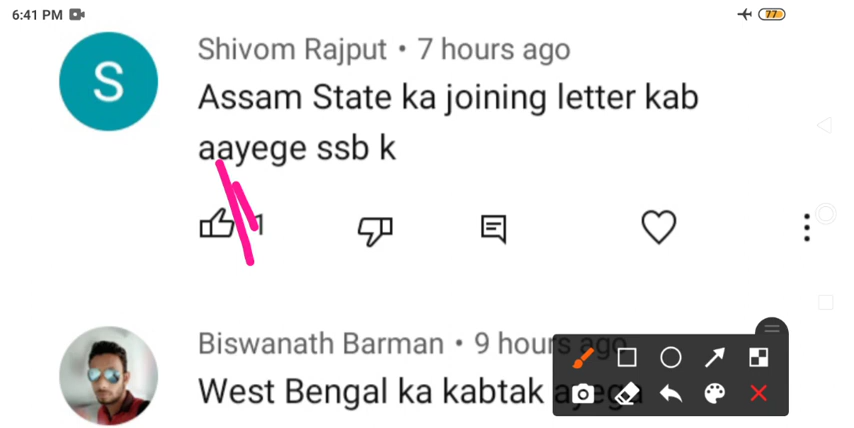 6:41 PM 77
S Shivom Rajput • 7 hours ago
Assam State ka joining letter kab
aayege ssb k
1
Biswanath Barman • 9 hours ago
West Bengal ka kabtak ayega